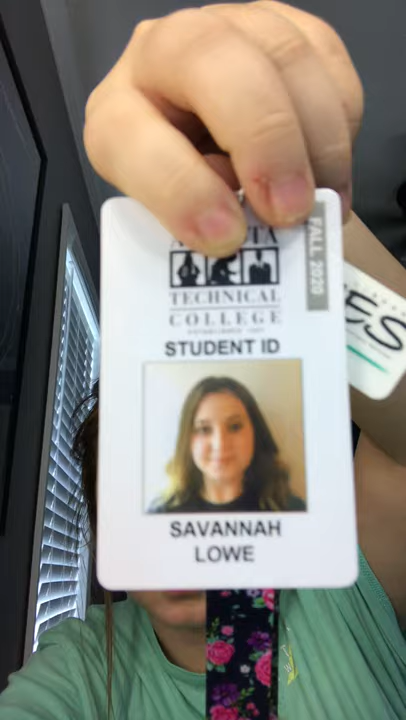 FALL 2020
TECHNICAL
COLLEGE
STUDENT ID
SAVANNAH
LOWE